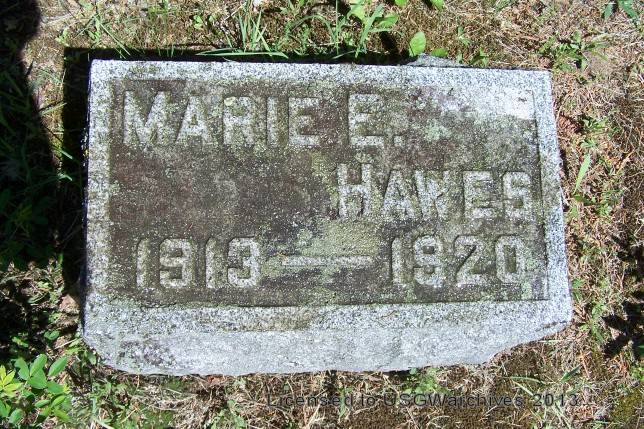 MARIE E.
HAWES
1913 — 1920
Licensed to USGWarchives 2013